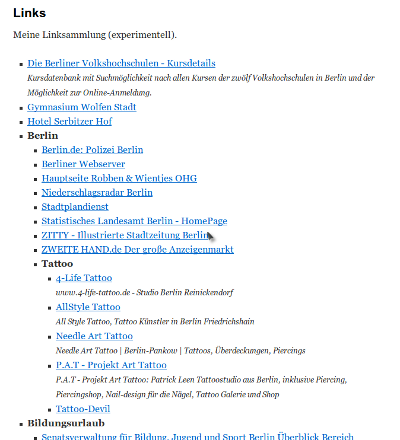 Links
Meine Linksammlung (experimentell).
Die Berliner Volkshochschulen - Kursdetails
Kursdatenbank mit Suchmöglichkeit nach allen Kursen der zwölf Volkshochschulen in Berlin und der
Möglichkeit zur Online-Anmeldung.
Gymnasium Wolfen Stadt
Hotel Serbitzer Hof
Berlin
Berlin.de: Polizei Berlin
Berliner Webserver
Hauptseite Robben & Wientjes OHG
Niederschlagsradar Berlin
Stadtplandienst
Statistisches Landesamt Berlin - HomePage
ZITTY - Illustrierte Stadtzeitung Berlin
ZWEITE HAND.de Der große Anzeigenmarkt
Tattoo
4-Life Tattoo
www.4-life-tattoo.de - Studio Berlin Reinickendorf
AllStyle Tattoo
All Style Tattoo, Tattoo Künstler in Berlin Friedrichshain
Needle Art Tattoo
Needle Art Tattoo | Berlin-Pankow | Tattoos, Überdeckungen, Piercings
P.A.T - Projekt Art Tattoo
P.A.T - Projekt Art Tattoo: Patrick Leen Tattoostudio aus Berlin, inklusive Piercing,
Piercingshop, Nail-design für die Nägel, Tattoo Galerie und Shop
Tattoo-Devil
Bildungsurlaub
Senatsverwaltung für Bildung, Jugend und Sport Berlin Überblick Bereich